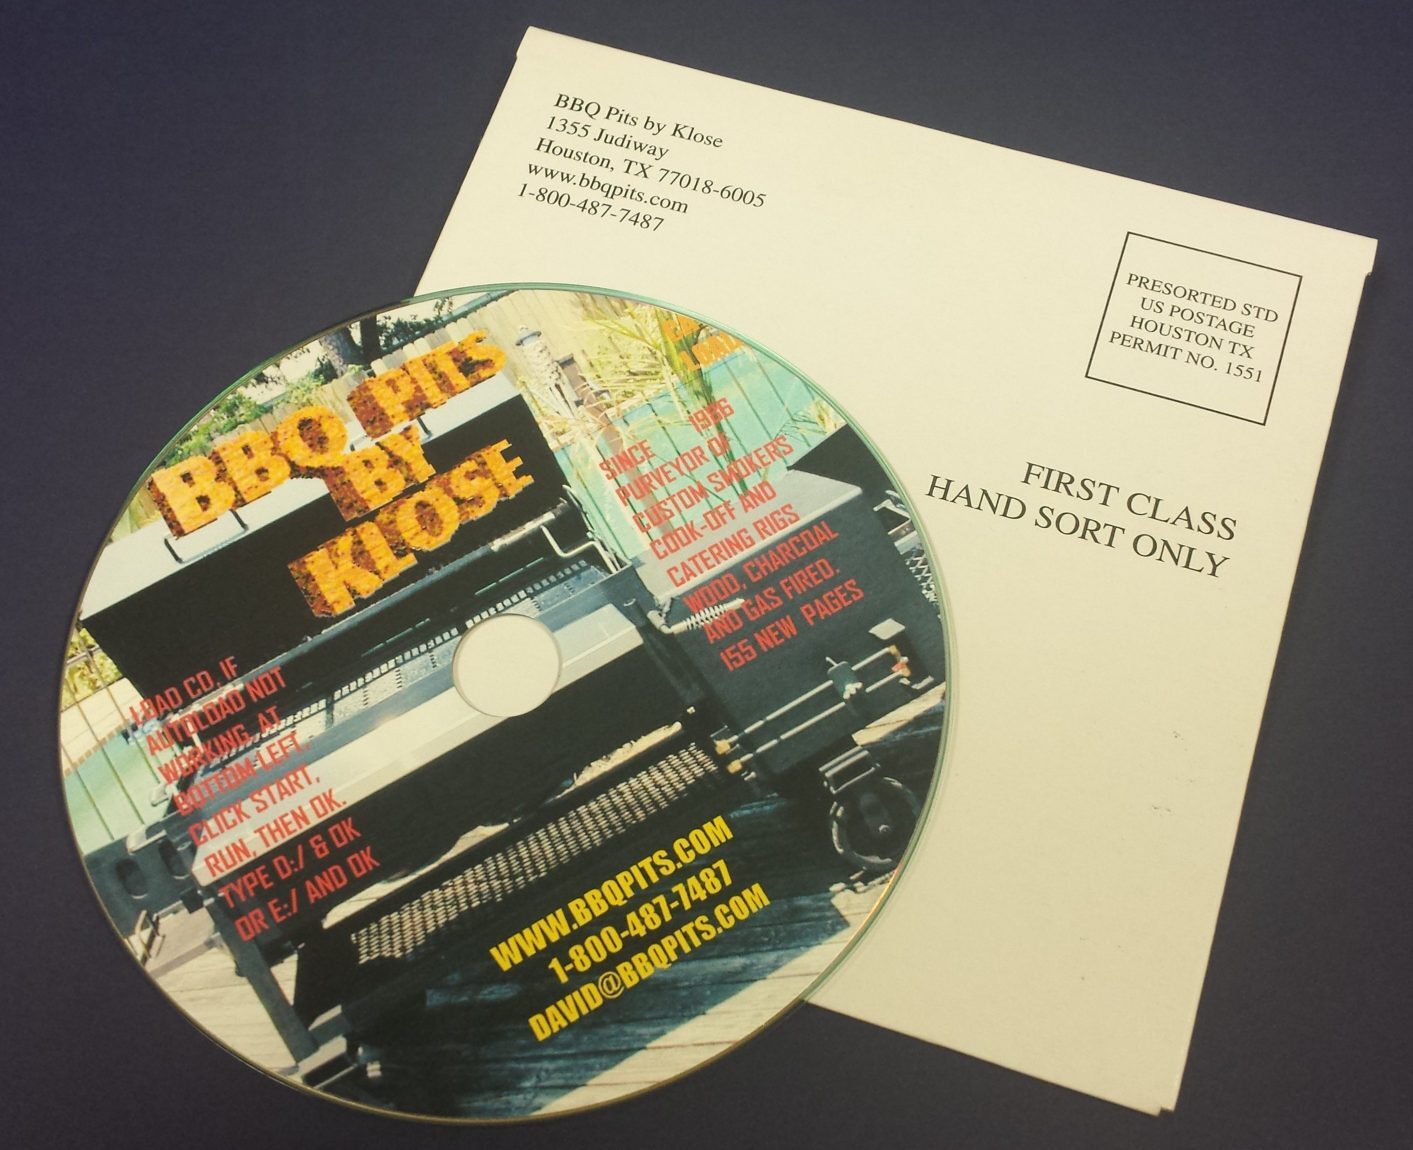 BBQ Pits by Klose
1355 Judiway
Houston, TX 77018-6005
www.bbqpits.com
1-800-487-7487
PRESORTED STD
US POSTAGE
HOUSTON TX
PERMIT NO. 1551
FIRST CLASS
HAND SORT ONLY
BBQ PITS
BY
KLOSE
SINCE 1986
PURVEYOR OF
CUSTOM SMOKERS
COOK-OFF AND
CATERING RIGS
WOOD, CHARCOAL
AND GAS FIRED.
155 NEW PAGES
LOAD CD, IF
AUTOLOAD NOT
WORKING, AT
BOTTOM LEFT,
CLICK START,
RUN, THEN OK.
TYPE D:/ & OK
OR E:/ AND OK
WWW.BBQPITS.COM
1-800-487-7487
DAVID@BBQPITS.COM